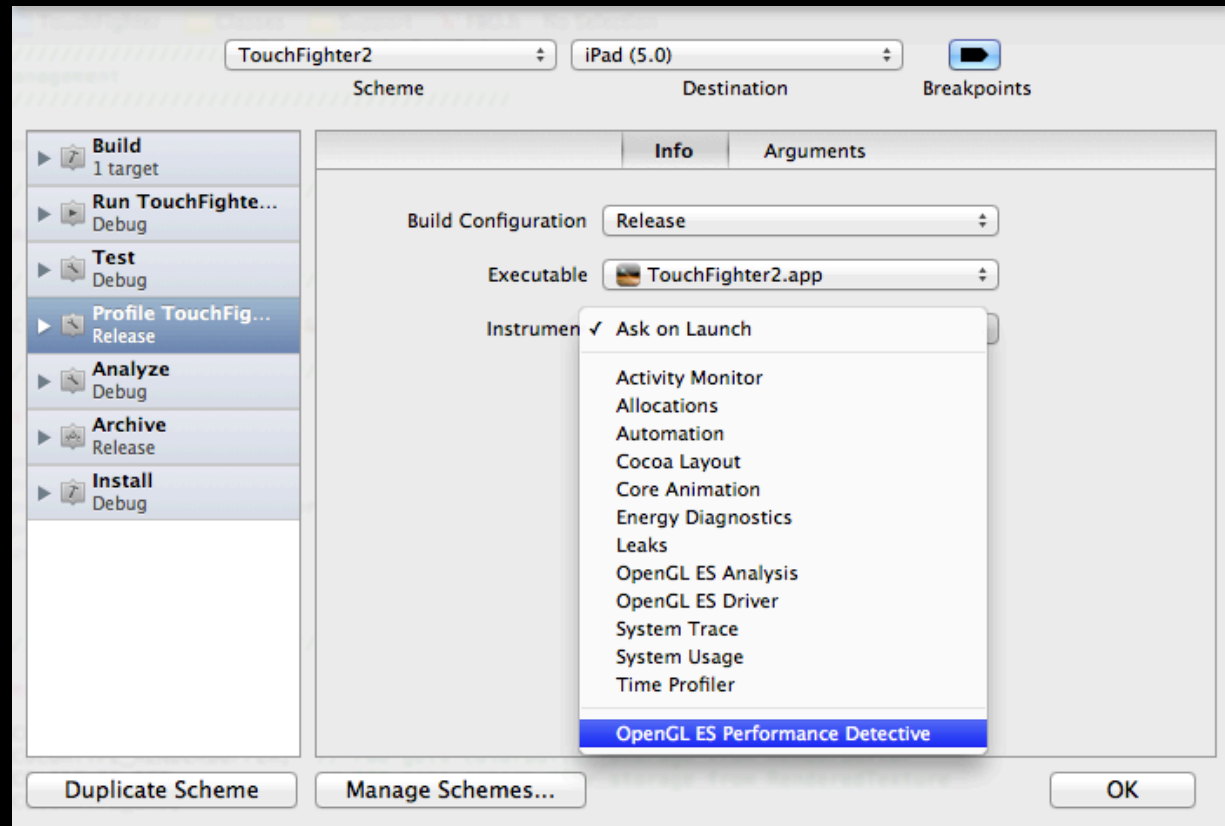 TouchFighter2
iPad (5.0)
Scheme
Destination
Breakpoints
Build
1 target
Run TouchFighte...
Debug
Test
Debug
Profile TouchFig...
Release
Analyze
Debug
Archive
Release
Install
Debug
Info
Arguments
Build Configuration
Release
Executable
TouchFighter2.app
Instrumen
✓ Ask on Launch
Activity Monitor
Allocations
Automation
Cocoa Layout
Core Animation
Energy Diagnostics
Leaks
OpenGL ES Analysis
OpenGL ES Driver
System Trace
System Usage
Time Profiler
OpenGL ES Performance Detective
Duplicate Scheme
Manage Schemes...
OK